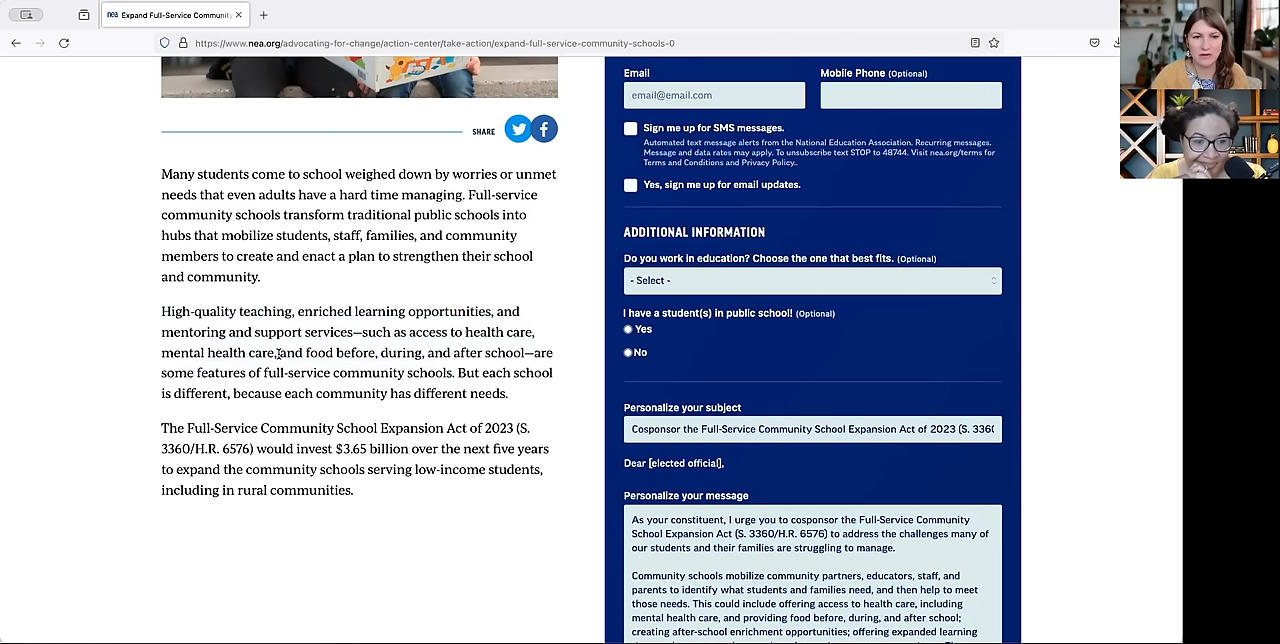 nea Expand Full-Service Community
https://www.nea.org/advocating-for-change/action-center/take-action/expand-full-service-community-schools-0
SHARE
Many students come to school weighed down by worries or unmet
needs that even adults have a hard time managing. Full-service
community schools transform traditional public schools into
hubs that mobilize students, staff, families, and community
members to create and enact a plan to strengthen their school
and community.
High-quality teaching, enriched learning opportunities, and
mentoring and support services—such as access to health care,
mental health care, and food before, during, and after school—are
some features of full-service community schools. But each school
is different, because each community has different needs.
The Full-Service Community School Expansion Act of 2023 (S.
3360/H.R. 6576) would invest $3.65 billion over the next five years
to expand the community schools serving low-income students,
including in rural communities.
Email
Mobile Phone (Optional)
email@email.com
Sign me up for SMS messages.
Automated text message alerts from the National Education Association. Recurring messages.
Message and data rates may apply. To unsubscribe text STOP to 48744. Visit nea.org/terms for
Terms and Conditions and Privacy Policy..
Yes, sign me up for email updates.
ADDITIONAL INFORMATION
Do you work in education? Choose the one that best fits. (Optional)
- Select -
I have a student(s) in public school! (Optional)
Yes
No
Personalize your subject
Cosponsor the Full-Service Community School Expansion Act of 2023 (S. 336
Dear [elected official],
Personalize your message
As your constituent, I urge you to cosponsor the Full-Service Community
School Expansion Act (S. 3360/H.R. 6576) to address the challenges many of
our students and their families are struggling to manage.
Community schools mobilize community partners, educators, staff, and
parents to identify what students and families need, and then help to meet
those needs. This could include offering access to health care, including
mental health care, and providing food before, during, and after school;
creating after-school enrichment opportunities; offering expanded learning